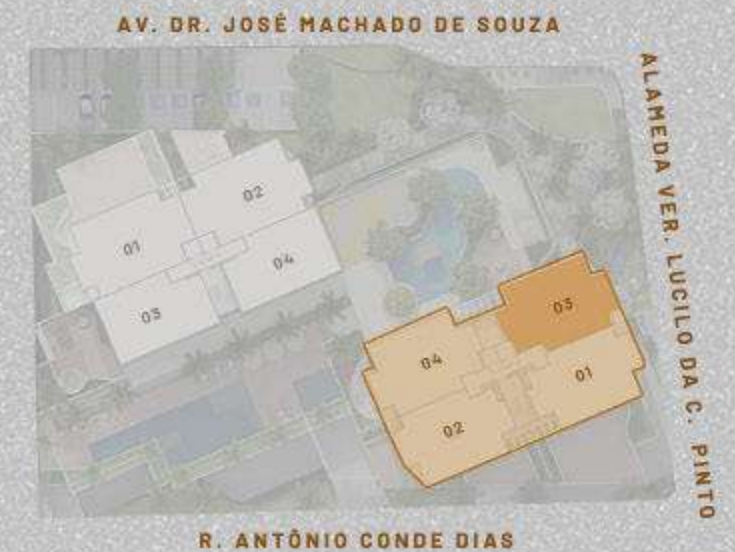 AV. DR. JOSÉ MACHADO DE SOUZA
ALAMEDA VER. LUCILO DA C. PINTO
02
01
04
03
03
04
01
02
R. ANTÔNIO CONDE DIAS